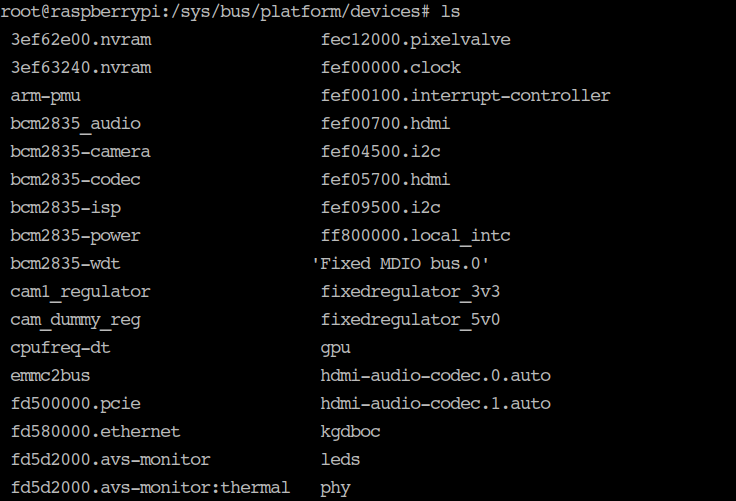 root@raspberrypi:/sys/bus/platform/devices# ls
3ef62e00.nvram fec12000.pixelvalve
3ef63240.nvram fef00000.clock
arm-pmu fef00100.interrupt-controller
bcm2835_audio fef00700.hdmi
bcm2835-camera fef04500.i2c
bcm2835-codec fef05700.hdmi
bcm2835-isp fef09500.i2c
bcm2835-power ff800000.local_intc
bcm2835-wdt 'Fixed MDIO bus.0'
cam1_regulator fixedregulator_3v3
cam_dummy_reg fixedregulator_5v0
cpufreq-dt gpu
emmc2bus hdmi-audio-codec.0.auto
fd500000.pcie hdmi-audio-codec.1.auto
fd580000.ethernet kgdboc
fd5d2000.avs-monitor leds
fd5d2000.avs-monitor:thermal phy